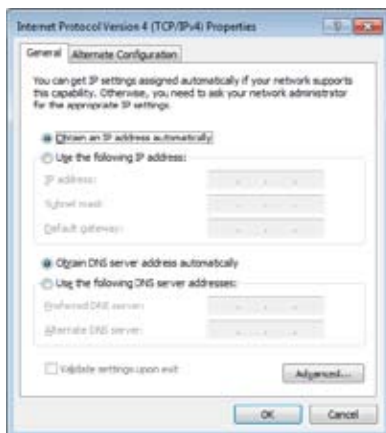 Internet Protocol Version 4 (TCP/IPv4) Properties
General
Alternate Configuration
You can get IP settings assigned automatically if your network supports
this capability. Otherwise, you need to ask your network administrator
for the appropriate IP settings.
Obtain an IP address automatically
Use the following IP address:
IP address:
Subnet mask:
Default gateway:
Obtain DNS server address automatically
Use the following DNS server addresses:
Preferred DNS server:
Alternate DNS server:
Validate settings upon exit
Advanced...
OK
Cancel